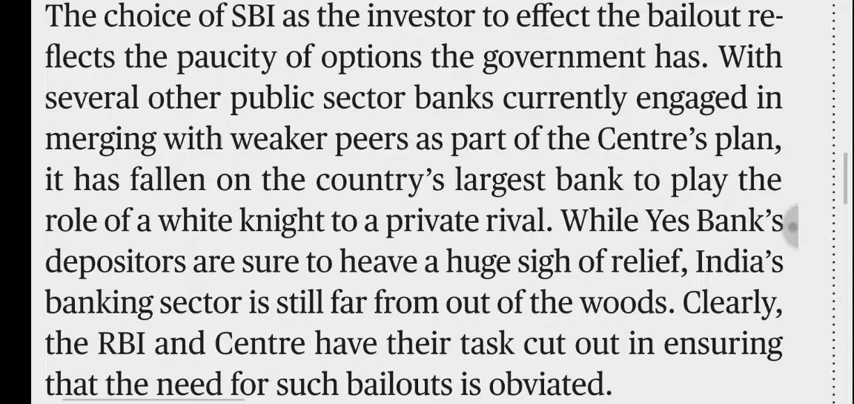 The choice of SBI as the investor to effect the bailout re-
flects the paucity of options the government has. With
several other public sector banks currently engaged in
merging with weaker peers as part of the Centre’s plan,
it has fallen on the country’s largest bank to play the
role of a white knight to a private rival. While Yes Bank’s
depositors are sure to heave a huge sigh of relief, India’s
banking sector is still far from out of the woods. Clearly,
the RBI and Centre have their task cut out in ensuring
that the need for such bailouts is obviated.